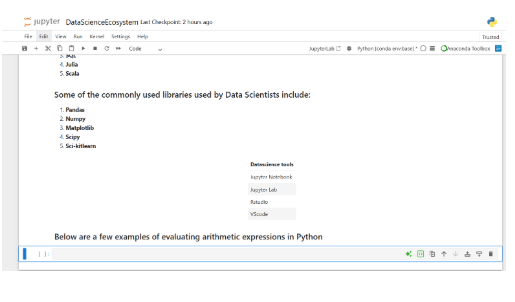 jupyter DataScienceEcosystem Last Checkpoint: 2 hours ago
File Edit View Run Kernel Settings Help Trusted
Code JupyterLab Python [conda env:base] * Anaconda Toolbox
4. Julia
5. Scala
Some of the commonly used libraries used by Data Scientists include:
1. Pandas
2. Numpy
3. Matplotlib
4. Scipy
5. Sci-kitlearn
Datascience tools
Jupyter Notebook
Jupyter Lab
Rstudio
VScode
Below are a few examples of evaluating arithmetic expressions in Python
[ ]: